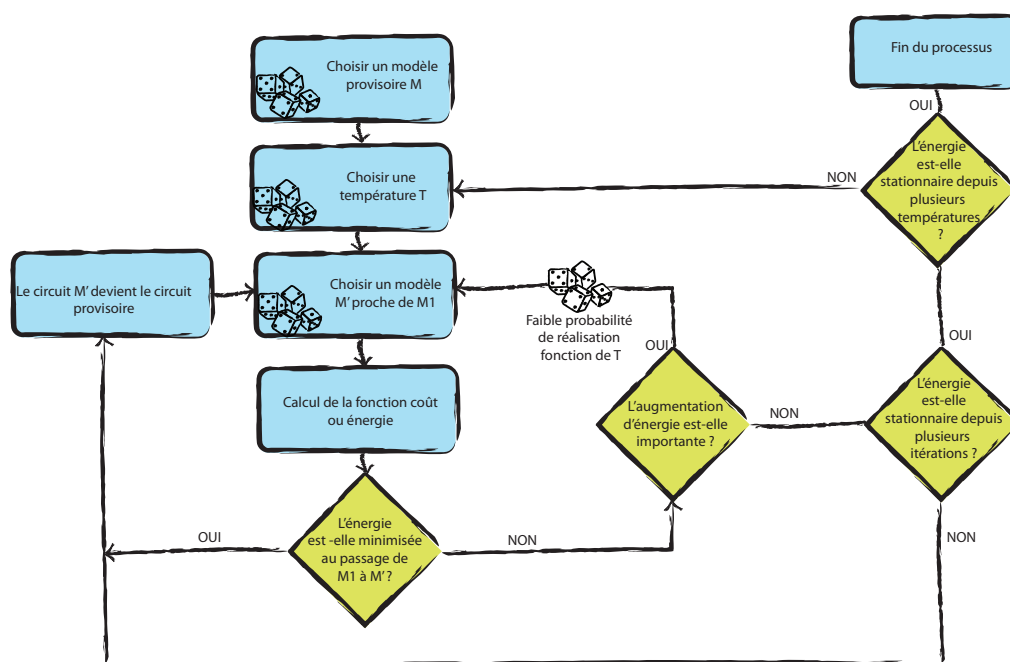 Choisir un modèle
provisoire M
Fin du processus
OUI
L'énergie
est-elle
stationnaire depuis
plusieurs
températures
?
NON
Choisir une
température T
Le circuit M' devient le circuit
provisoire
Choisir un modèle
M' proche de M1
Faible probabilité
de réalisation
fonction de T
OUI
OUI
Calcul de la fonction coût
ou énergie
L'augmentation
d'énergie est-elle
importante ?
NON
L'énergie
est-elle
stationnaire depuis
plusieurs
itérations ?
L'énergie
est -elle minimisée
au passage de
M1 à M' ?
OUI
NON
NON